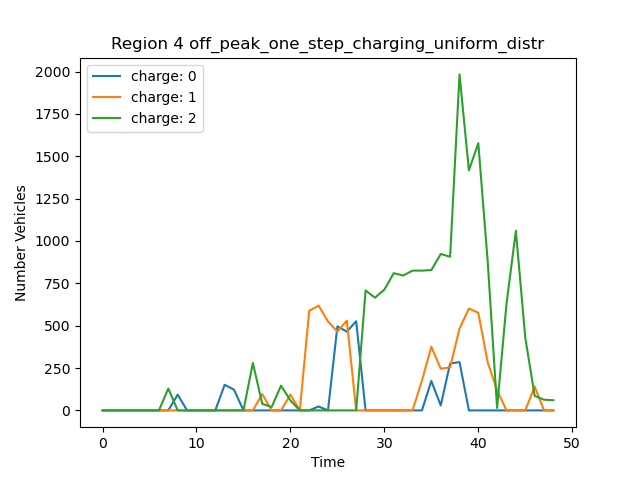 Region 4 off_peak_one_step_charging_uniform_distr
charge: 0
charge: 1
charge: 2
Number Vehicles
2000
1750
1500
1250
1000
750
500
250
0
0 10 20 30 40 50
Time